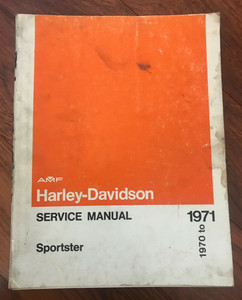 AMF
Harley-Davidson
SERVICE MANUAL
1970 to 1971
Sportster